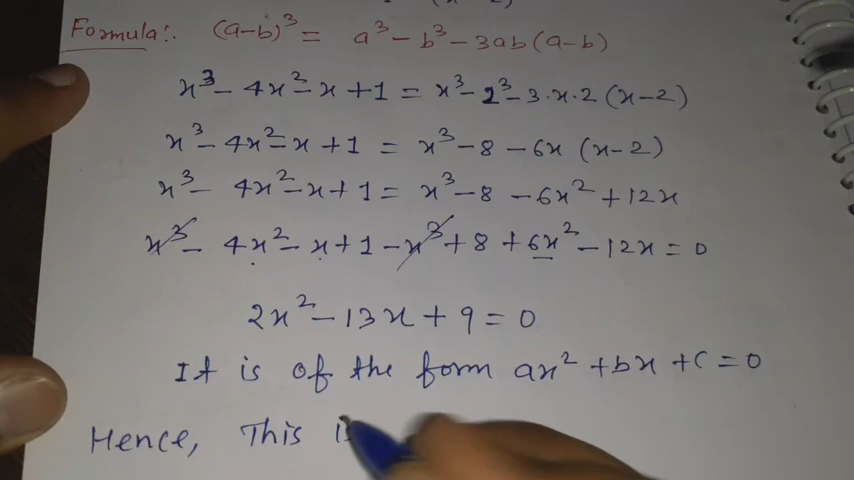 Formula:. (a-b)³ = a³ - b³ - 3ab(a-b)
x³ - 4x² - x + 1 = x³ - 2³ - 3·x·2 (x-2)
x³ - 4x² - x + 1 = x³ - 8 - 6x (x-2)
x³ - 4x² - x + 1 = x³ - 8 - 6x² + 12x
x³ - 4x² - x + 1 - x³ + 8 + 6x² - 12x = 0
2x² - 13x + 9 = 0
It is of the form ax² + bx + c = 0
Hence, This